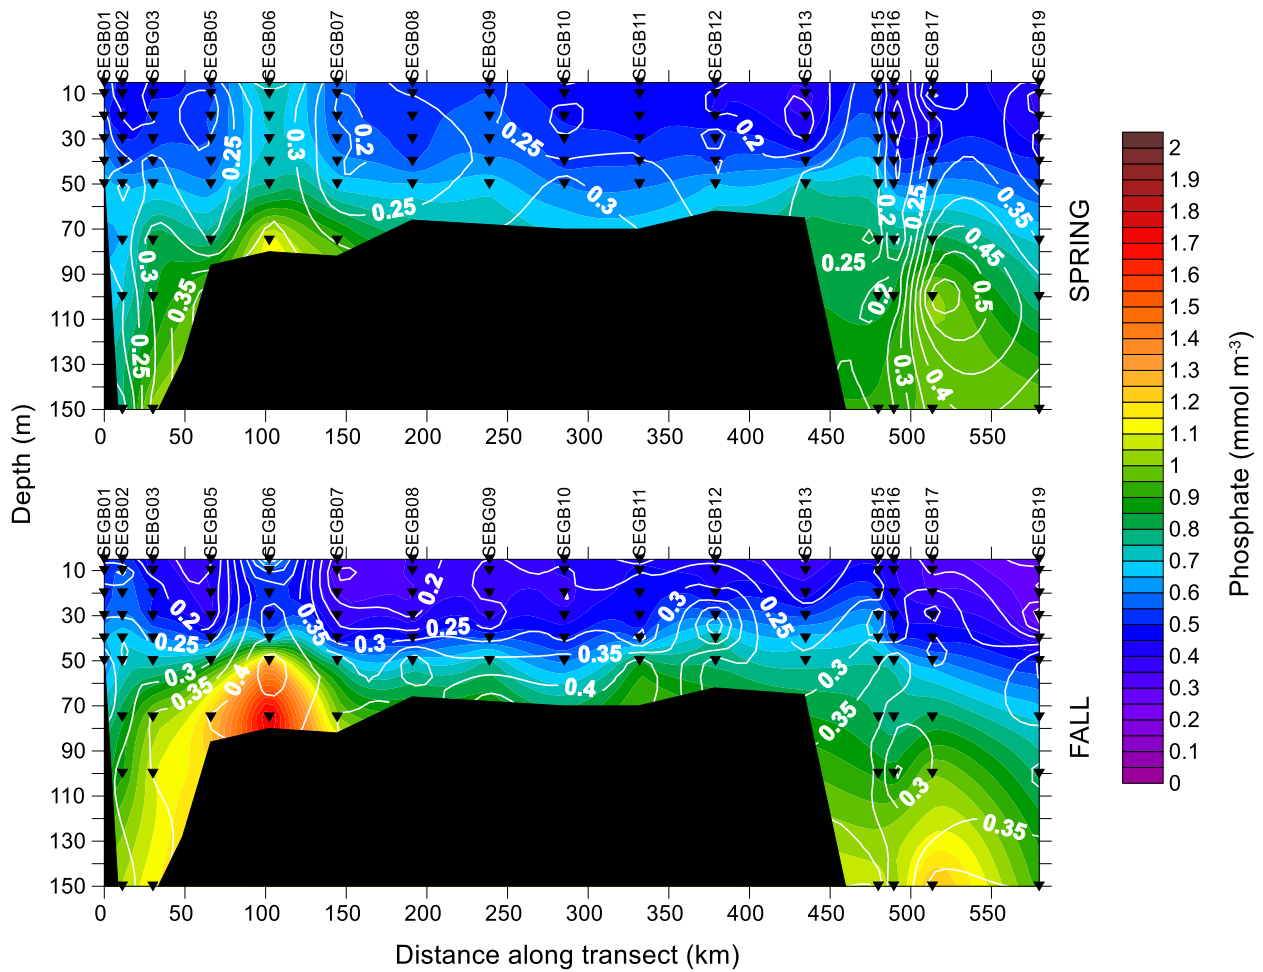 SEGB01 SEGB02 SEBG03 SEGB05 SEGB06 SEGB07 SEGB08 SEBG09 SEGB10 SEGB11 SEGB12 SEGB13 SEGB15 SEGB16 SEGB17 SEGB19
10
30
50
70
90
110
130
150
0.25 0.3 0.2 0.25 0.2
0.25 0.3 0.2 0.25 0.35
0.3 0.35 0.25 0.45
0.25 0.2 0.5
0.3 0.4
0 50 100 150 200 250 300 350 400 450 500 550
SPRING
Depth (m)
SEGB01 SEGB02 SEGB03 SEGB05 SEGB06 SEGB07 SEGB08 SEGB09 SEGB10 SEGB11 SEGB12 SEGB13 SEGB15 SEGB16 SEGB17 SEGB19
10
30
50
70
90
110
130
150
0.2 0.35 0.2 0.3 0.25
0.25 0.3 0.25 0.35
0.3 0.35 0.4 0.4 0.3
0.35
0.3
0.35
0 50 100 150 200 250 300 350 400 450 500 550
FALL
Distance along transect (km)
2
1.9
1.8
1.7
1.6
1.5
1.4
1.3
1.2
1.1
1
0.9
0.8
0.7
0.6
0.5
0.4
0.3
0.2
0.1
0
Phosphate (mmol m-3)